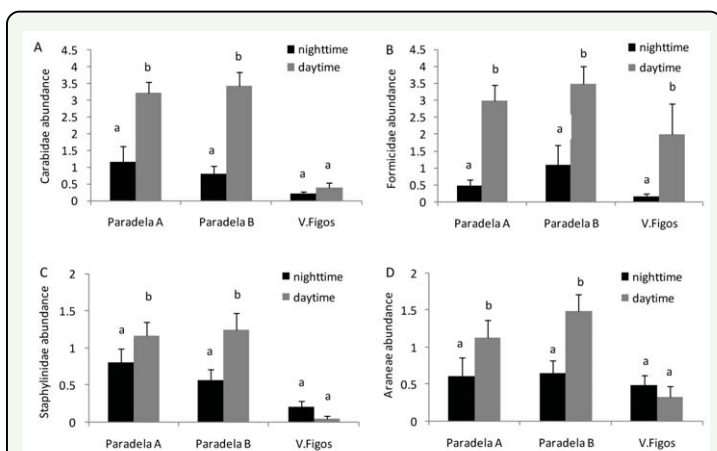 A
nighttime
daytime
Carabidae abundance
4.5
4
3.5
3
2.5
2
1.5
1
0.5
0
a
b
a
b
a
a
Paradela A
Paradela B
V.Figos
B
nighttime
daytime
Formicidae abundance
4.5
4
3.5
3
2.5
2
1.5
1
0.5
0
a
b
a
b
a
b
Paradela A
Paradela B
V.Figos
C
nighttime
daytime
Staphylinidae abundance
2
1.5
1
0.5
0
a
b
a
b
a
a
Paradela A
Paradela B
V.Figos
D
nighttime
daytime
Araneae abundance
2
1.5
1
0.5
0
a
b
a
b
a
a
Paradela A
Paradela B
V.Figos